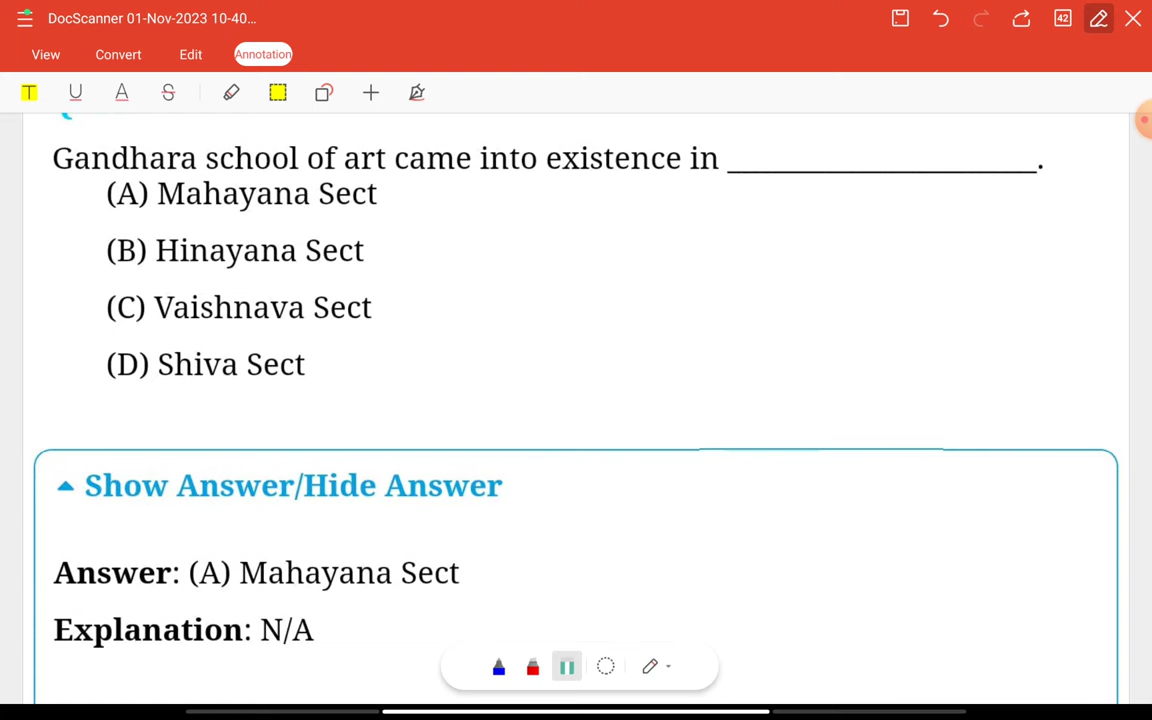 DocScanner 01-Nov-2023 10-40...
42
View Convert Edit Annotation
T U A S
Gandhara school of art came into existence in ____________________.
(A) Mahayana Sect
(B) Hinayana Sect
(C) Vaishnava Sect
(D) Shiva Sect
Show Answer/Hide Answer
Answer: (A) Mahayana Sect
Explanation: N/A